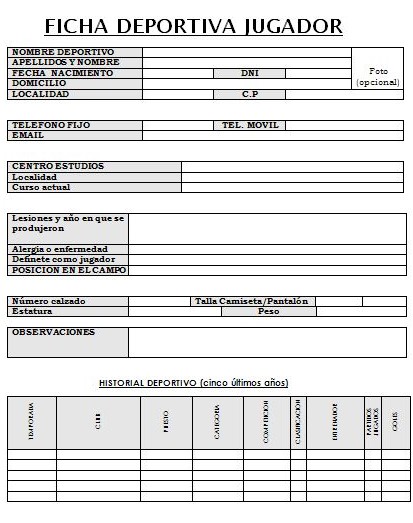 FICHA DEPORTIVA JUGADOR
NOMBRE DEPORTIVO
APELLIDOS Y NOMBRE
FECHA NACIMIENTO DNI
Foto
(opcional)
DOMICILIO
LOCALIDAD C.P
TELEFONO FIJO TEL. MOVIL
EMAIL
CENTRO ESTUDIOS
Localidad
Curso actual
Lesiones y año en que se
produjeron
Alergia o enfermedad
Defínete como jugador
POSICION EN EL CAMPO
Número calzado Talla Camiseta/Pantalón
Estatura Peso
OBSERVACIONES
HISTORIAL DEPORTIVO (cinco últimos años)
TEMPORADA
CLUB
PUESTO
CATEGORIA
COMPETICION
CLASIFICACIÓN
ENTRENADOR
PARTIDOS
JUGADOS
GOLES